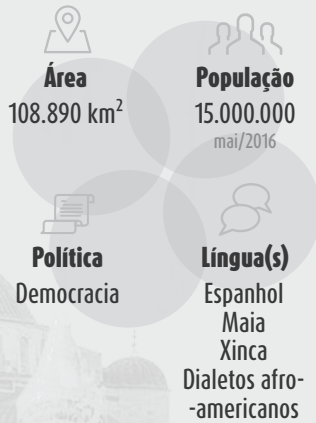 Área
108.890 km²
População
15.000.000
mai/2016
Política
Democracia
Língua(s)
Espanhol
Maia
Xinca
Dialetos afro-
-americanos